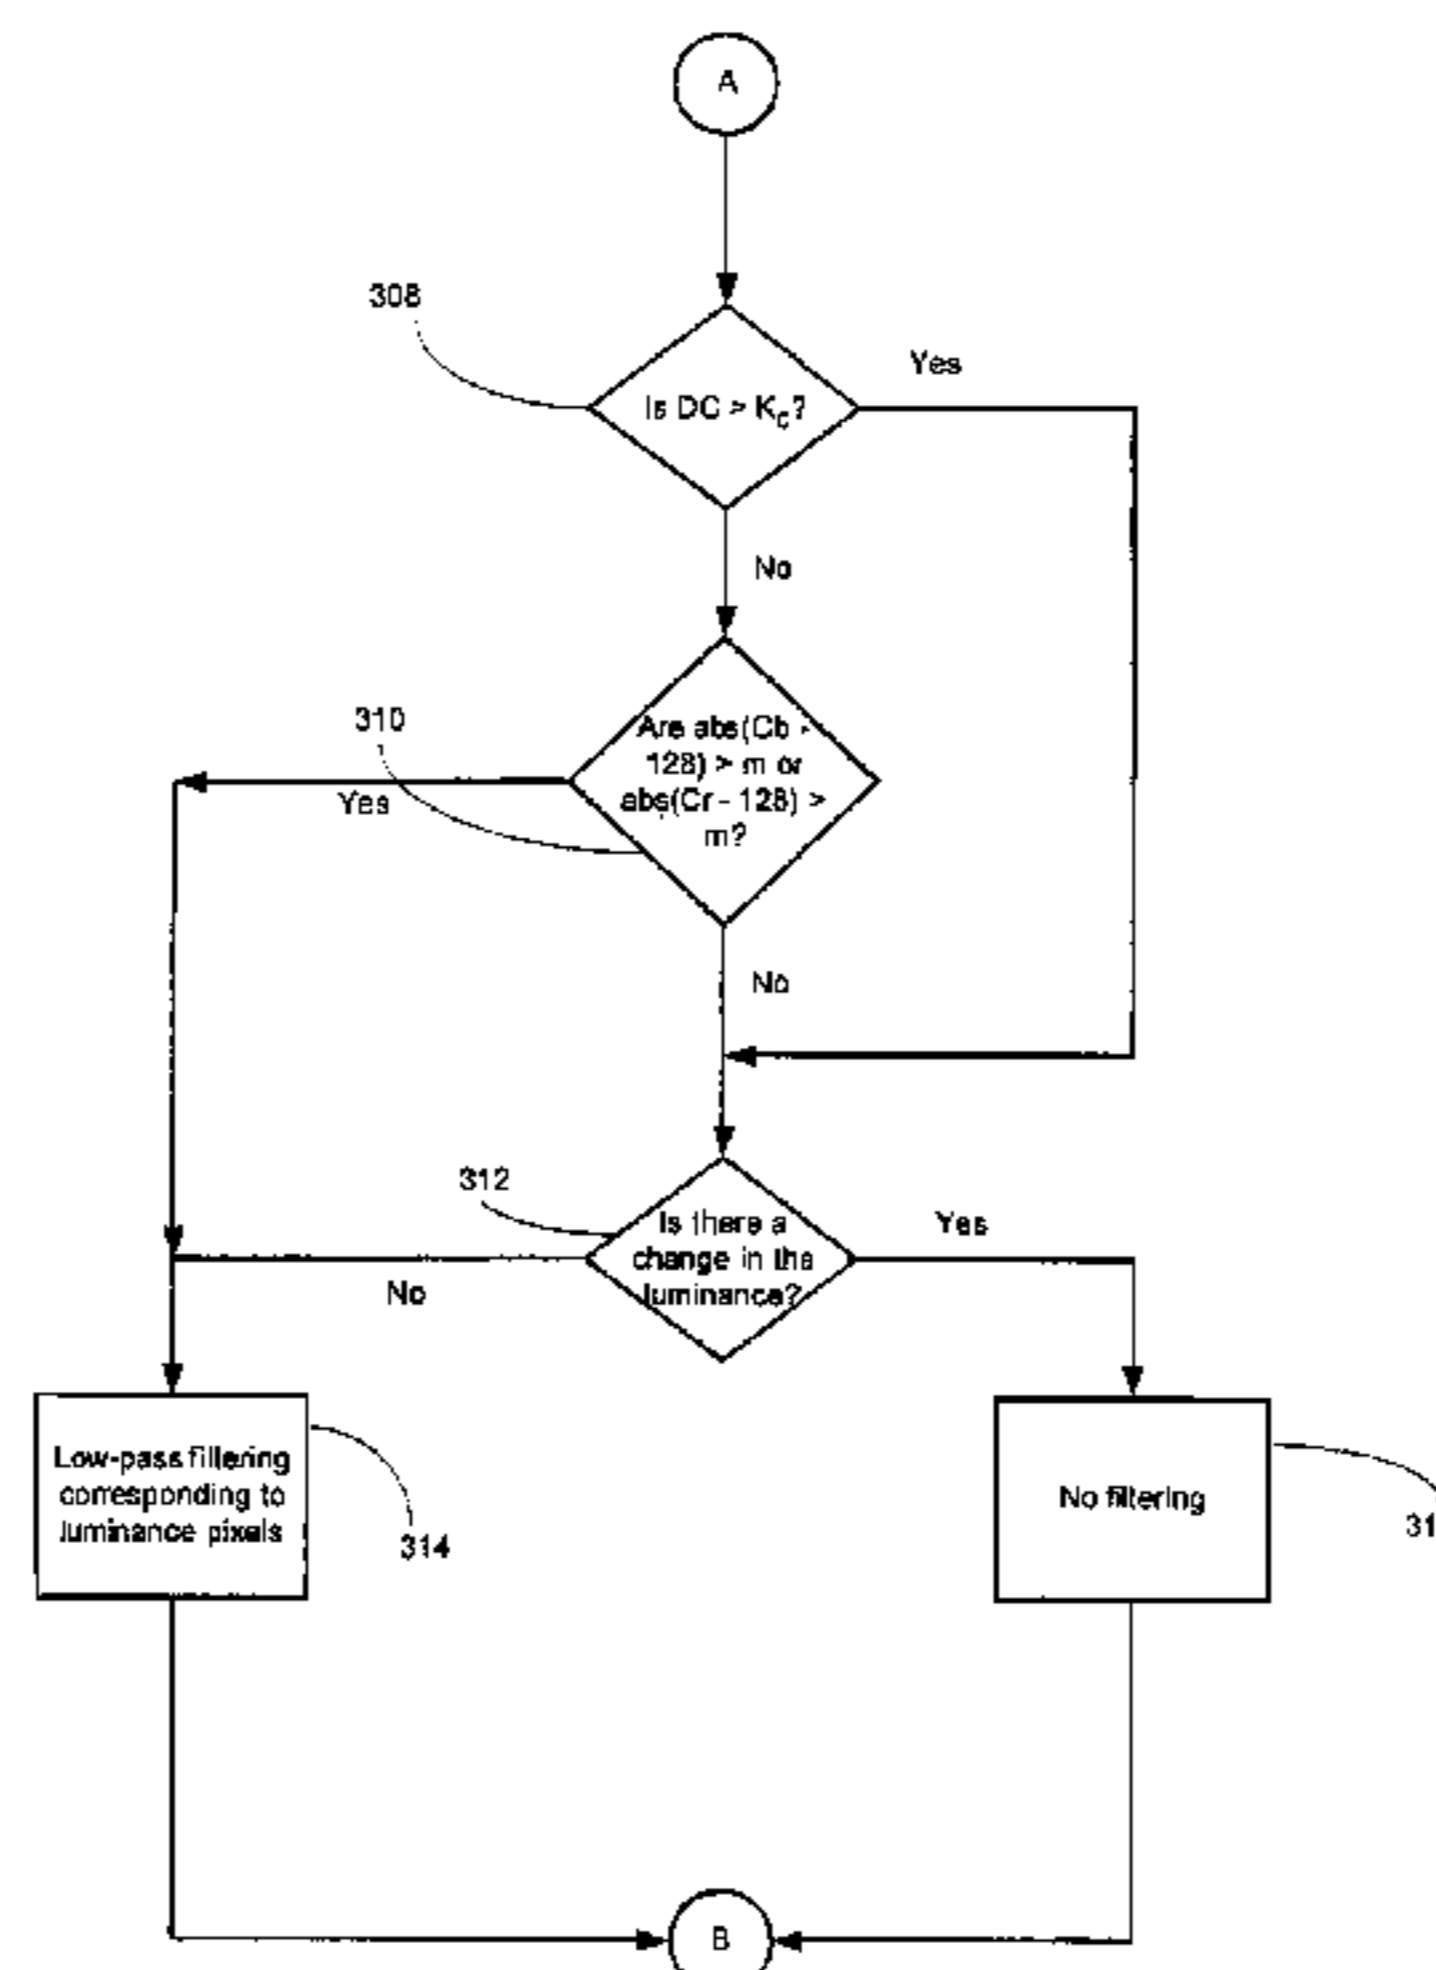 A
308
Is DC > Kc?
Yes
No
310
Are abs(Cb -
128) > m or
abs(Cr - 128) >
m?
Yes
No
312
Is there a
change in the
luminance?
Yes
No
Low-pass filtering
corresponding to
luminance pixels
314
No filtering
31
B